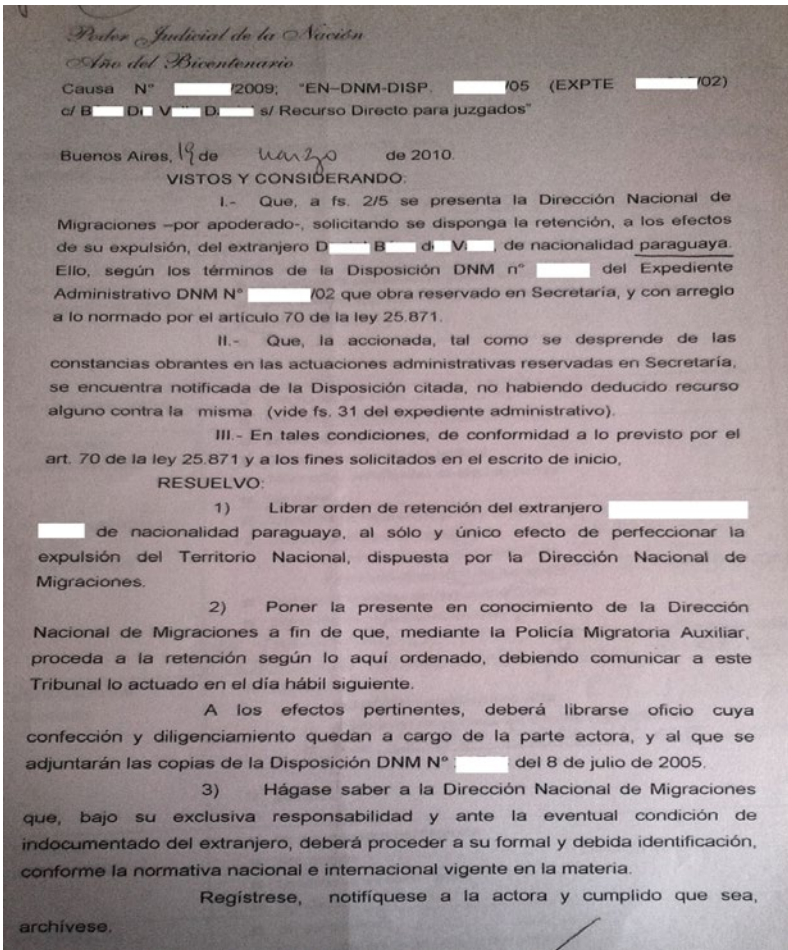 Poder Judicial de la Nación
Año del Bicentenario
Causa N° /2009; "EN–DNM-DISP. /05 (EXPTE /02)
c/ B D V D s/ Recurso Directo para juzgados"
Buenos Aires, 19 de marzo de 2010.
VISTOS Y CONSIDERANDO:
I.- Que, a fs. 2/5 se presenta la Dirección Nacional de
Migraciones –por apoderado-, solicitando se disponga la retención, a los efectos
de su expulsión, del extranjero D B d V , de nacionalidad paraguaya.
Ello, según los términos de la Disposición DNM n° del Expediente
Administrativo DNM N° /02 que obra reservado en Secretaría, y con arreglo
a lo normado por el artículo 70 de la ley 25.871.
II.- Que, la accionada, tal como se desprende de las
constancias obrantes en las actuaciones administrativas reservadas en Secretaría,
se encuentra notificada de la Disposición citada, no habiendo deducido recurso
alguno contra la misma (vide fs. 31 del expediente administrativo).
III.- En tales condiciones, de conformidad a lo previsto por el
art. 70 de la ley 25.871 y a los fines solicitados en el escrito de inicio,
RESUELVO:
1) Librar orden de retención del extranjero
de nacionalidad paraguaya, al sólo y único efecto de perfeccionar la
expulsión del Territorio Nacional, dispuesta por la Dirección Nacional de
Migraciones.
2) Poner la presente en conocimiento de la Dirección
Nacional de Migraciones a fin de que, mediante la Policía Migratoria Auxiliar,
proceda a la retención según lo aquí ordenado, debiendo comunicar a este
Tribunal lo actuado en el día hábil siguiente.
A los efectos pertinentes, deberá librarse oficio cuya
confección y diligenciamiento quedan a cargo de la parte actora, y al que se
adjuntarán las copias de la Disposición DNM N° del 8 de julio de 2005.
3) Hágase saber a la Dirección Nacional de Migraciones
que, bajo su exclusiva responsabilidad y ante la eventual condición de
indocumentado del extranjero, deberá proceder a su formal y debida identificación,
conforme la normativa nacional e internacional vigente en la materia.
Regístrese, notifíquese a la actora y cumplido que sea,
archívese.